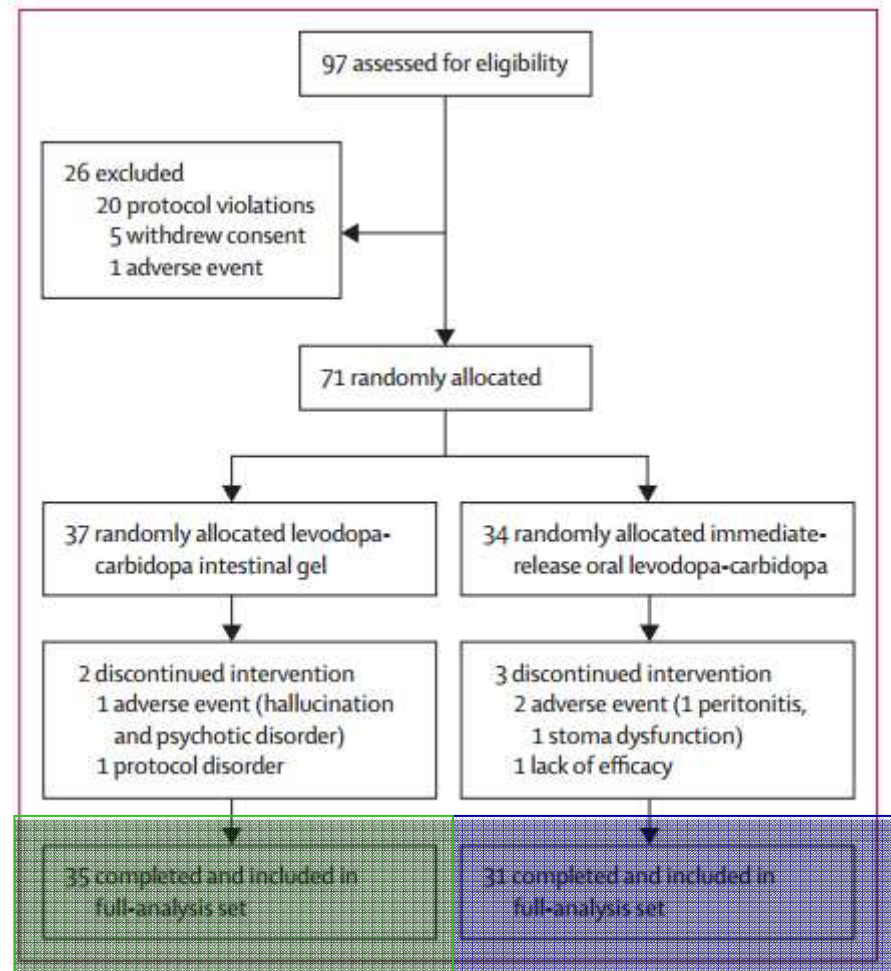 97 assessed for eligibility
26 excluded
20 protocol violations
5 withdrew consent
1 adverse event
71 randomly allocated
37 randomly allocated levodopa-
carbidopa intestinal gel
34 randomly allocated immediate-
release oral levodopa-carbidopa
2 discontinued intervention
1 adverse event (hallucination
and psychotic disorder)
1 protocol disorder
3 discontinued intervention
2 adverse event (1 peritonitis,
1 stoma dysfunction)
1 lack of efficacy
35 completed and included in
full-analysis set
31 completed and included in
full-analysis set